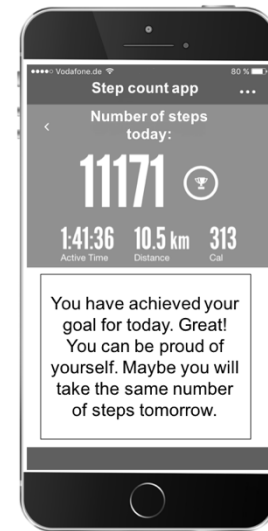 Vodafone.de 80 %
Step count app
Number of steps
today:
11171
1:41:36 10.5 km 313
Active Time Distance Cal
You have achieved your
goal for today. Great!
You can be proud of
yourself. Maybe you will
take the same number
of steps tomorrow.